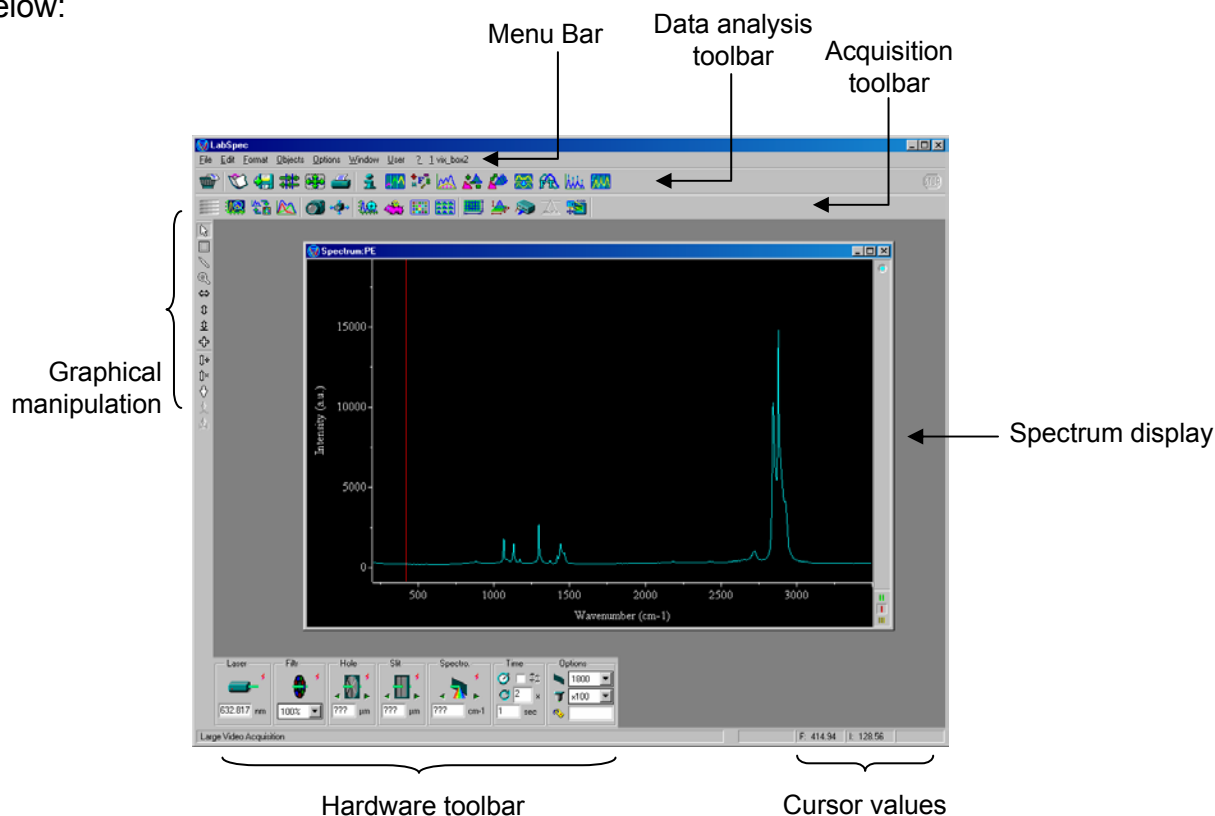 elow:
Menu Bar
Data analysis
toolbar
Acquisition
toolbar
LabSpec
File Edit Format Objects Options Window User ? 1 vix_box2
STOP
Spectrum:PE
15000
10000
5000
0
Intensity (a.u.)
500 1000 1500 2000 2500 3000
Wavenumber (cm-1)
Graphical
manipulation
Spectrum display
Laser Filtr Hole Slit Spectro. Time Options
1800
2 x
x100
632.817 nm 100% ??? µm ??? µm ??? cm-1 1 sec
Large Video Acquisition F: 414.94 I: 128.56
Hardware toolbar
Cursor values